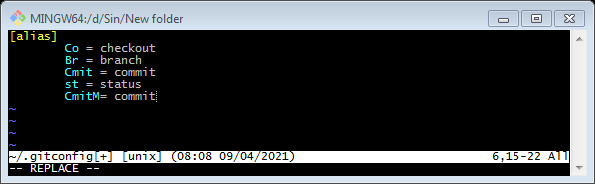 MINGW64:/d/Sin/New folder
[alias]
Co = checkout
Br = branch
Cmit = commit
st = status
CmitM= commit
~
~
~
~
~/.gitconfig[+] [unix] (08:08 09/04/2021) 6,15-22 All
-- REPLACE --